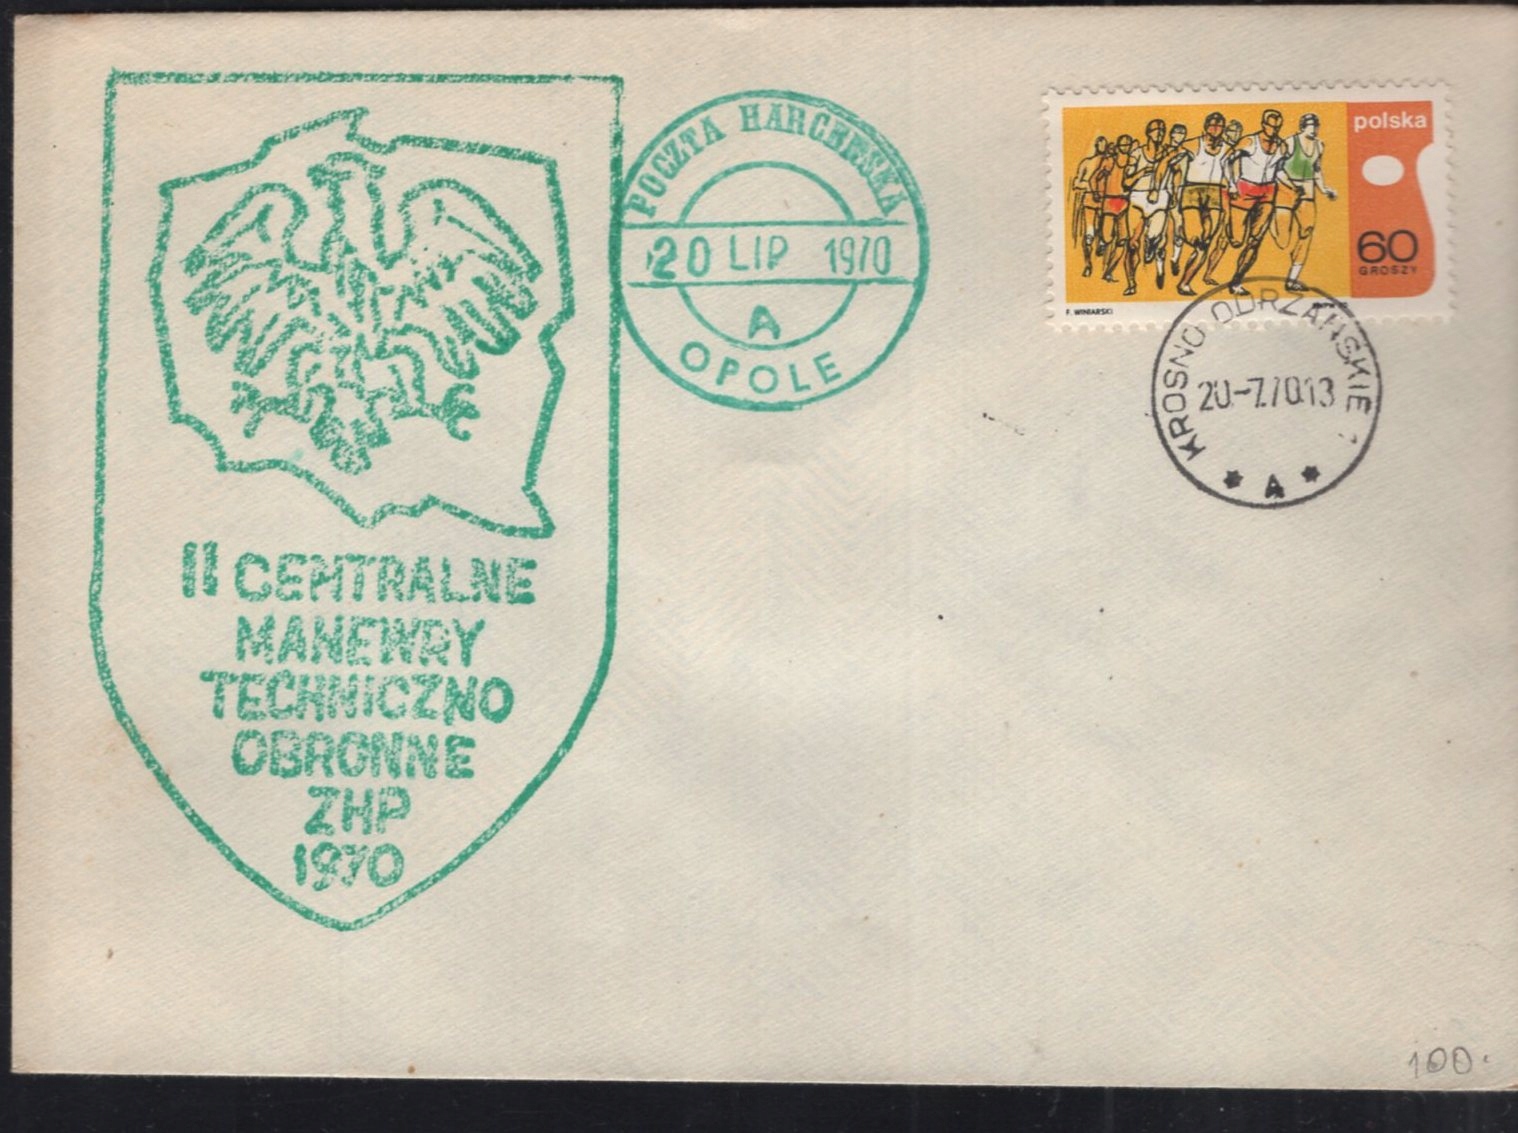 POCZTA HARCERSKA
20 LIP 1970
A
OPOLE
II CENTRALNE
MANEWRY
TECHNICZNO
OBRONNE
ZHP
1970
polska
60
GROSZY
F. WINIARSKI
KROSNO ODRZAŃSKIE 1
20-7.70.13
* A *
100.